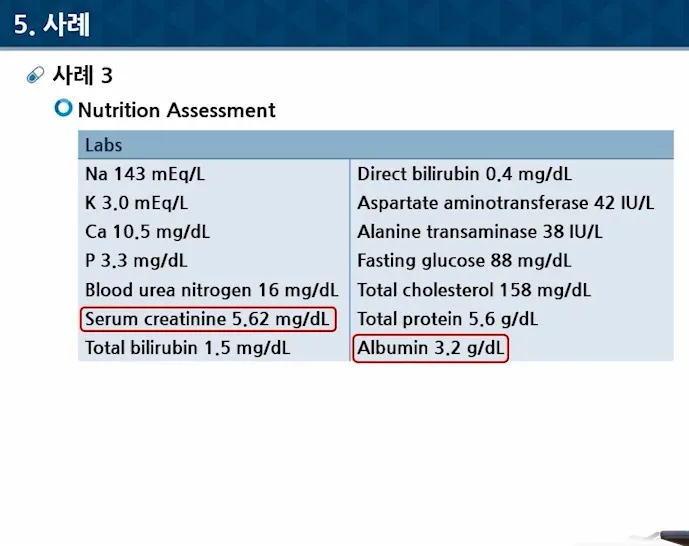 5. 사례
사례 3
Nutrition Assessment
Labs
Na 143 mEq/L
K 3.0 mEq/L
Ca 10.5 mg/dL
P 3.3 mg/dL
Blood urea nitrogen 16 mg/dL
Serum creatinine 5.62 mg/dL
Total bilirubin 1.5 mg/dL
Direct bilirubin 0.4 mg/dL
Aspartate aminotransferase 42 IU/L
Alanine transaminase 38 IU/L
Fasting glucose 88 mg/dL
Total cholesterol 158 mg/dL
Total protein 5.6 g/dL
Albumin 3.2 g/dL